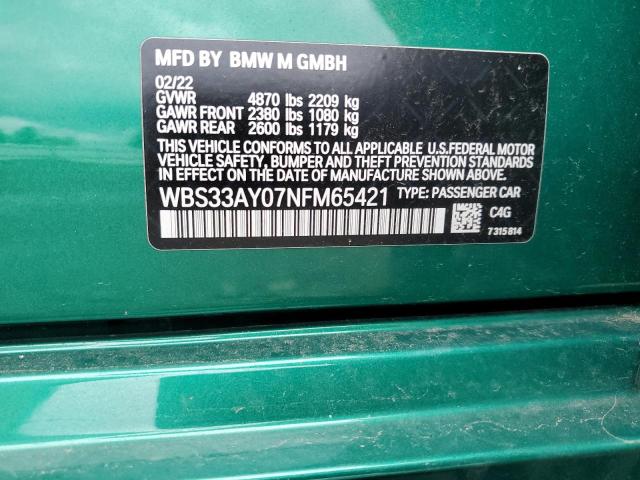 MFD BY BMW M GMBH
02/22
GVWR 4870 lbs 2209 kg
GAWR FRONT 2380 lbs 1080 kg
GAWR REAR 2600 lbs 1179 kg
THIS VEHICLE CONFORMS TO ALL APPLICABLE U.S.FEDERAL MOTOR
VEHICLE SAFETY, BUMPER AND THEFT PREVENTION STANDARDS
IN EFFECT ON THE DATE OF MANUFACTURE SHOWN ABOVE.
WBS33AY07NFM65421 TYPE: PASSENGER CAR
C4G
7315814